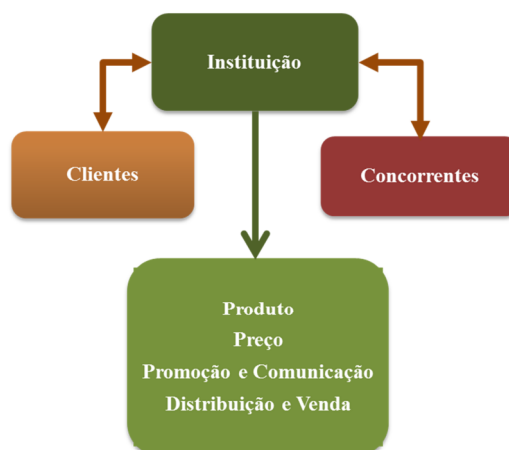 Instituição
Clientes
Concorrentes
Produto
Preço
Promoção e Comunicação
Distribuição e Venda